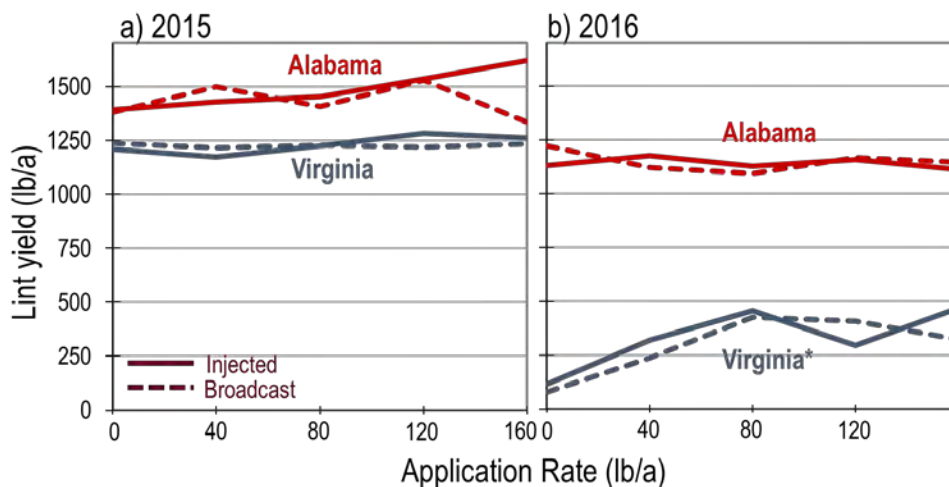 a) 2015
b) 2016
Lint yield (lb/a)
1500
1250
1000
750
500
250
0
Alabama
Virginia
Injected
Broadcast
0 40 80 120 160
Alabama
Virginia*
0 40 80 120
Application Rate (lb/a)